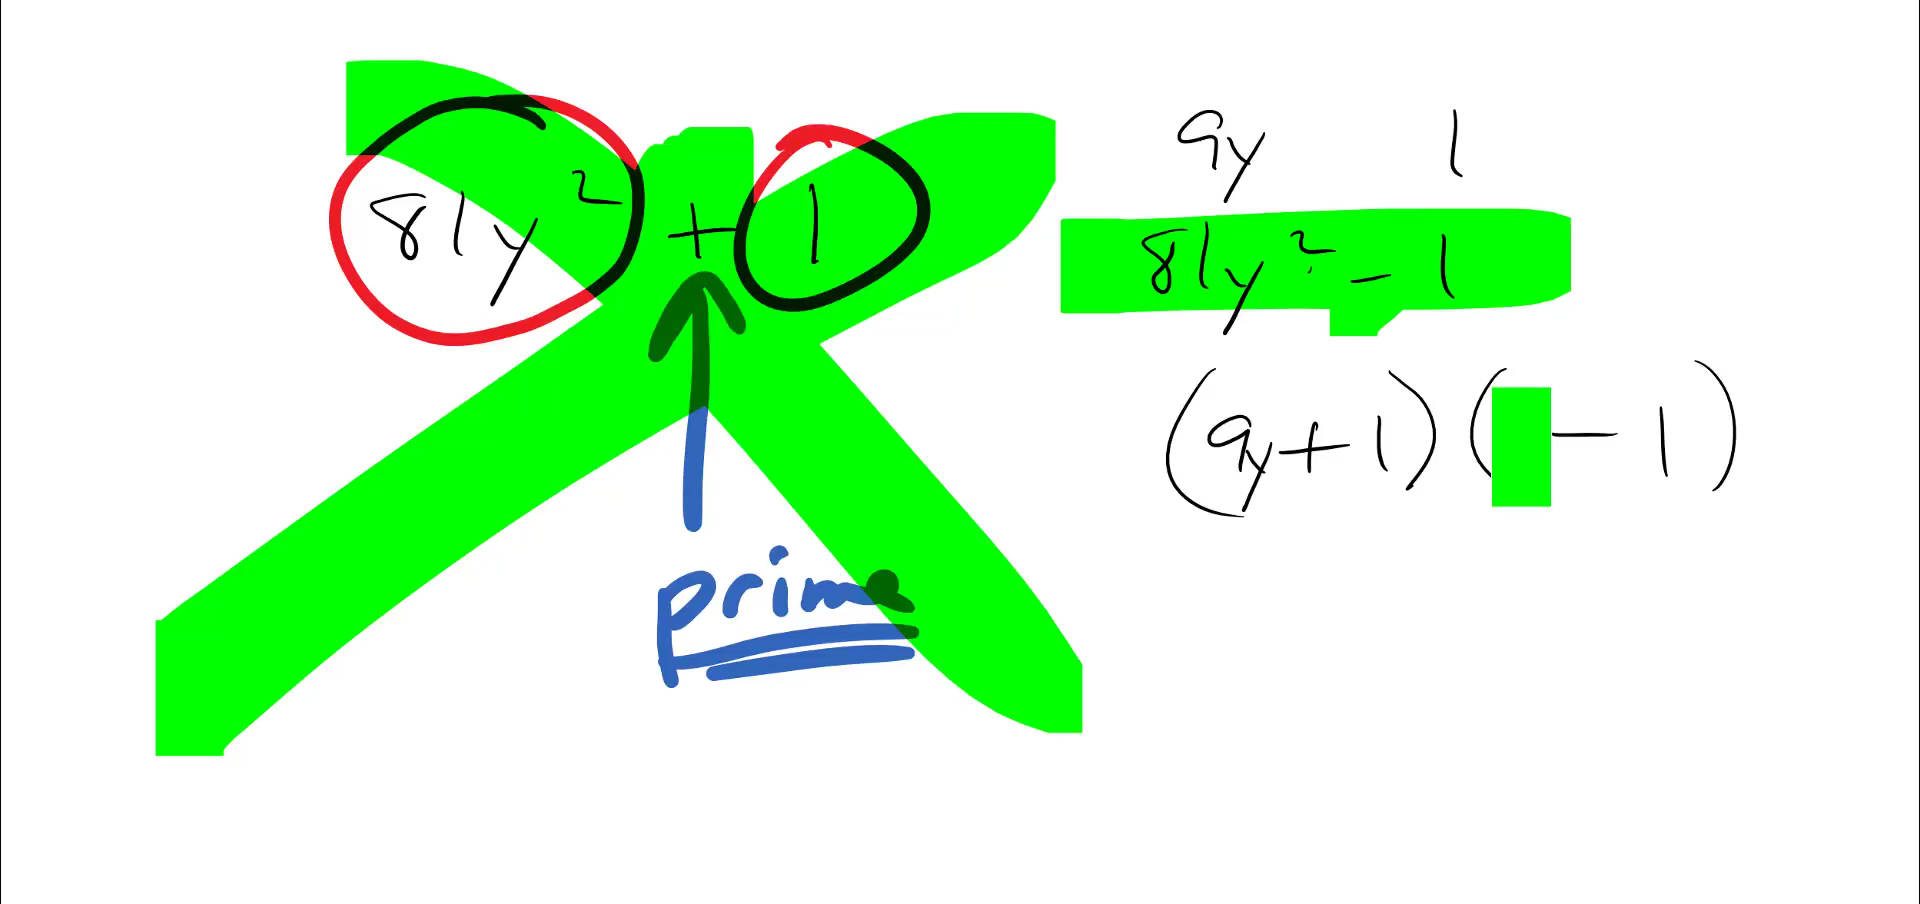 81y² + 1
prime
9y 1
81y² - 1
(9y + 1)( - 1)